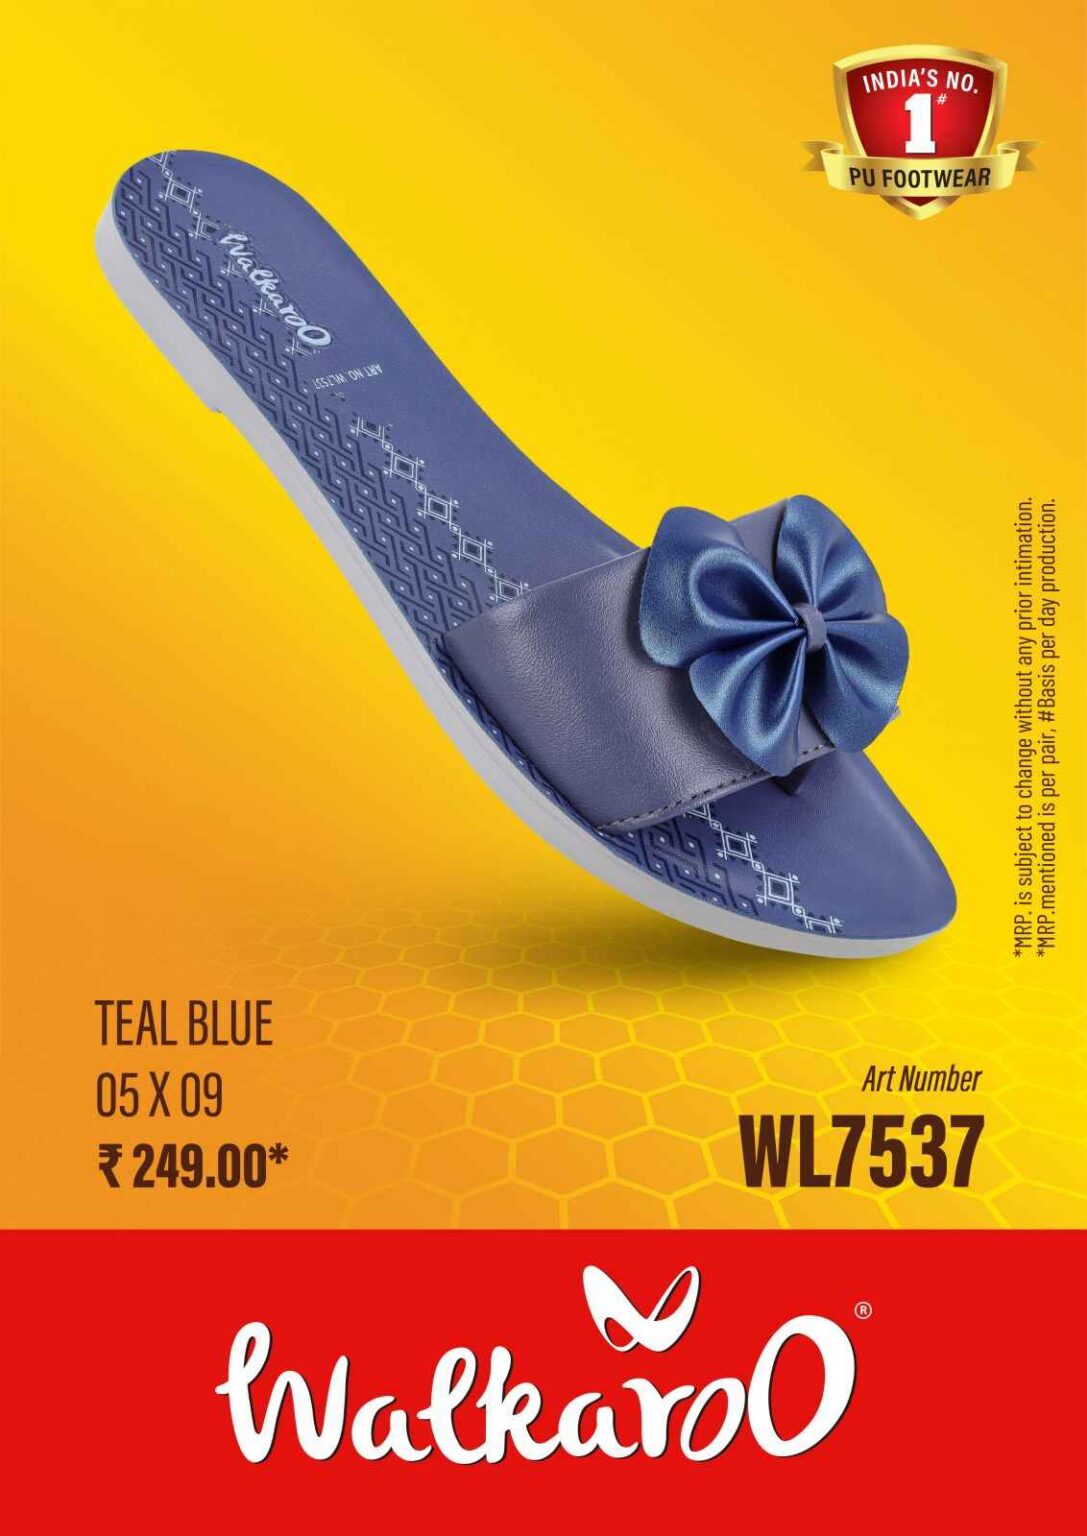 INDIA'S NO.
1#
PU FOOTWEAR
Walkaroo
ART NO. WL7537
*MRP. is subject to change without any prior intimation.
*MRP.mentioned is per pair, #Basis per day production.
TEAL BLUE
05 X 09
₹ 249.00*
Art Number
WL7537
Walkaroo®